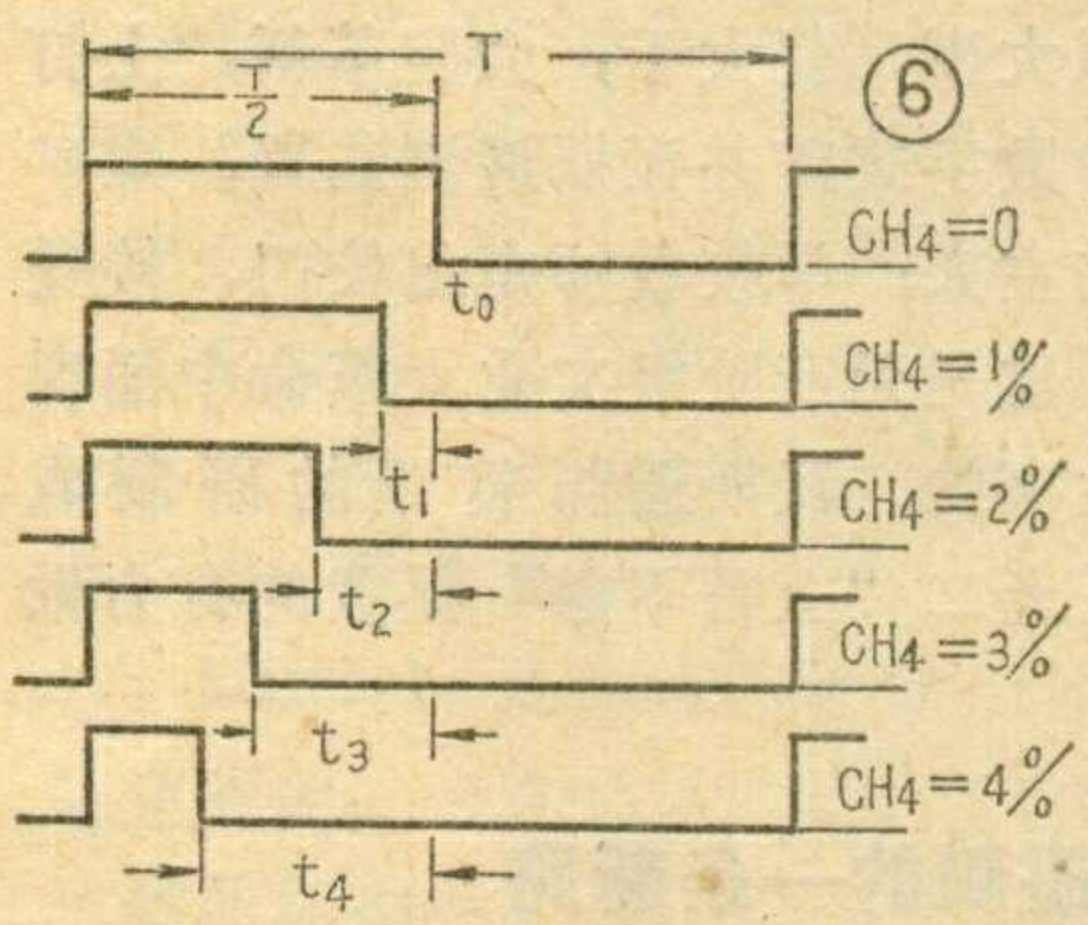 T
T/2
⑥
CH₄=0
t₀
CH₄=1%
t₁
CH₄=2%
t₂
CH₄=3%
t₃
CH₄=4%
t₄